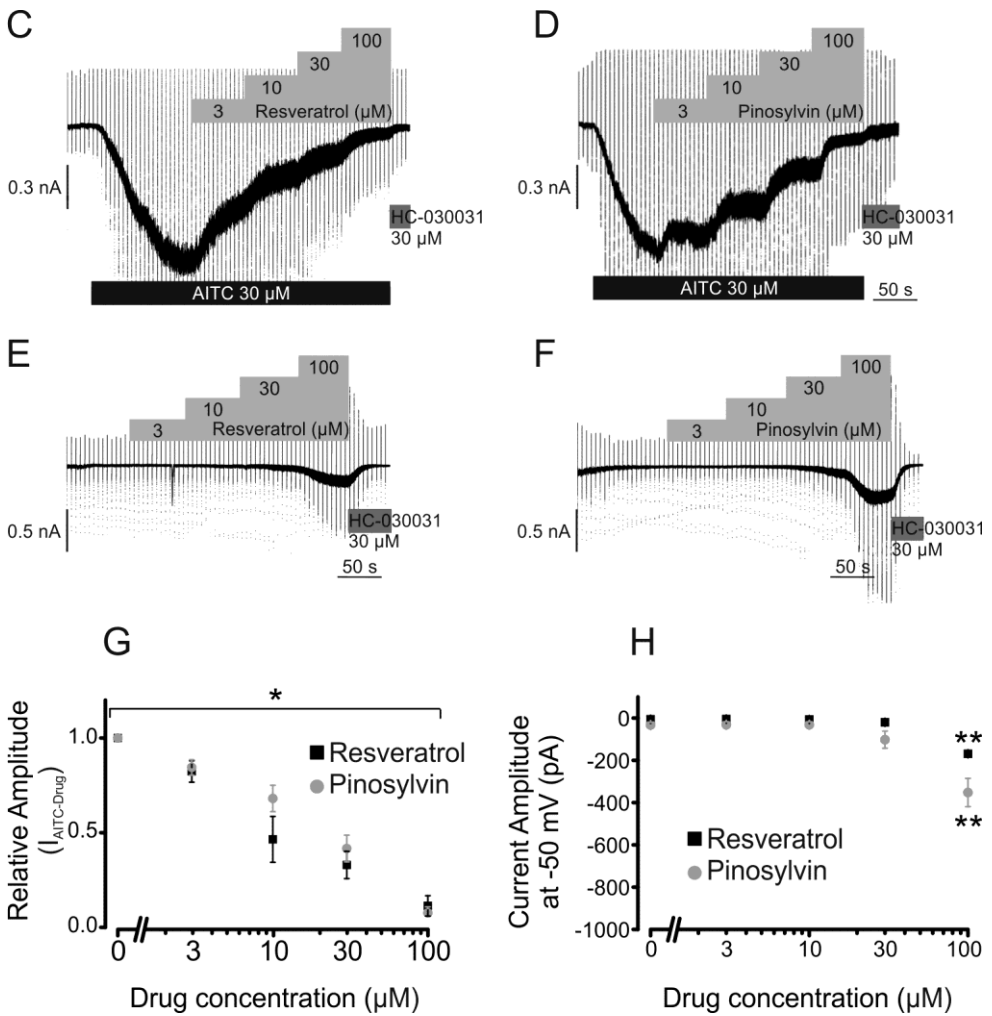 C
100
30
10
3
Resveratrol (µM)
0.3 nA
HC-030031
30 µM
AITC 30 µM
D
100
30
10
3
Pinosylvin (µM)
0.3 nA
HC-030031
30 µM
AITC 30 µM
50 s
E
100
30
10
3
Resveratrol (µM)
0.5 nA
HC-030031
30 µM
50 s
F
100
30
10
3
Pinosylvin (µM)
0.5 nA
HC-030031
30 µM
50 s
G
*
Relative Amplitude
(I_AITC-Drug)
1.0
0.5
0.0
Resveratrol
Pinosylvin
0 3 10 30 100
Drug concentration (µM)
H
Current Amplitude
at -50 mV (pA)
0
-200
-400
-600
-800
-1000
**
**
Resveratrol
Pinosylvin
0 3 10 30 100
Drug concentration (µM)